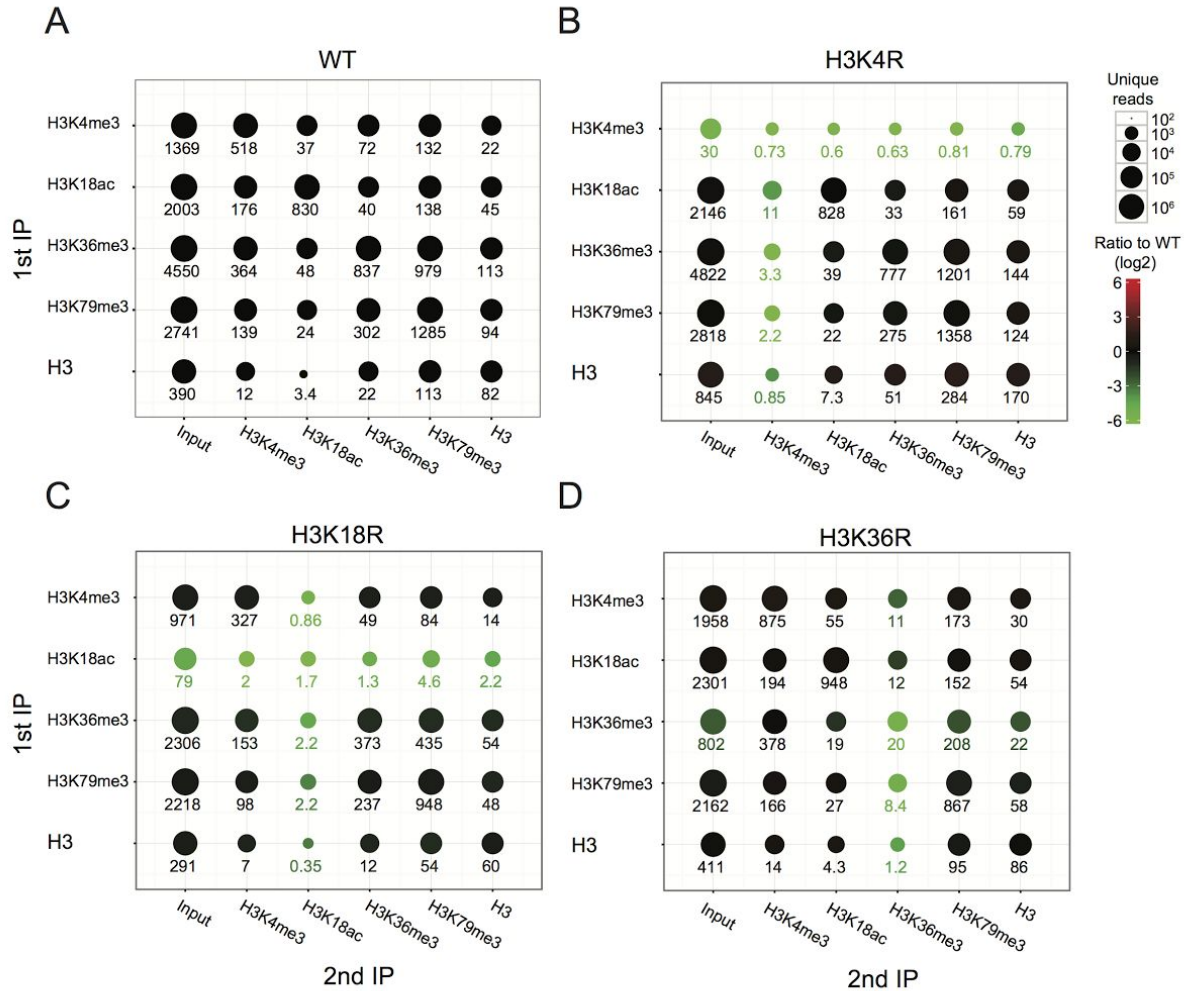 A
WT
1st IP
H3K4me3
1369 518 37 72 132 22
H3K18ac
2003 176 830 40 138 45
H3K36me3
4550 364 48 837 979 113
H3K79me3
2741 139 24 302 1285 94
H3
390 12 3.4 22 113 82
Input H3K4me3 H3K18ac H3K36me3 H3K79me3 H3
B
H3K4R
H3K4me3
30 0.73 0.6 0.63 0.81 0.79
H3K18ac
2146 11 828 33 161 59
H3K36me3
4822 3.3 39 777 1201 144
H3K79me3
2818 2.2 22 275 1358 124
H3
845 0.85 7.3 51 284 170
Input H3K4me3 H3K18ac H3K36me3 H3K79me3 H3
Unique
reads
10²
10³
10⁴
10⁵
10⁶
Ratio to WT
(log2)
6
3
0
-3
-6
C
H3K18R
1st IP
H3K4me3
971 327 0.86 49 84 14
H3K18ac
79 2 1.7 1.3 4.6 2.2
H3K36me3
2306 153 2.2 373 435 54
H3K79me3
2218 98 2.2 237 948 48
H3
291 7 0.35 12 54 60
Input H3K4me3 H3K18ac H3K36me3 H3K79me3 H3
2nd IP
D
H3K36R
H3K4me3
1958 875 55 11 173 30
H3K18ac
2301 194 948 12 152 54
H3K36me3
802 378 19 20 208 22
H3K79me3
2162 166 27 8.4 867 58
H3
411 14 4.3 1.2 95 86
Input H3K4me3 H3K18ac H3K36me3 H3K79me3 H3
2nd IP